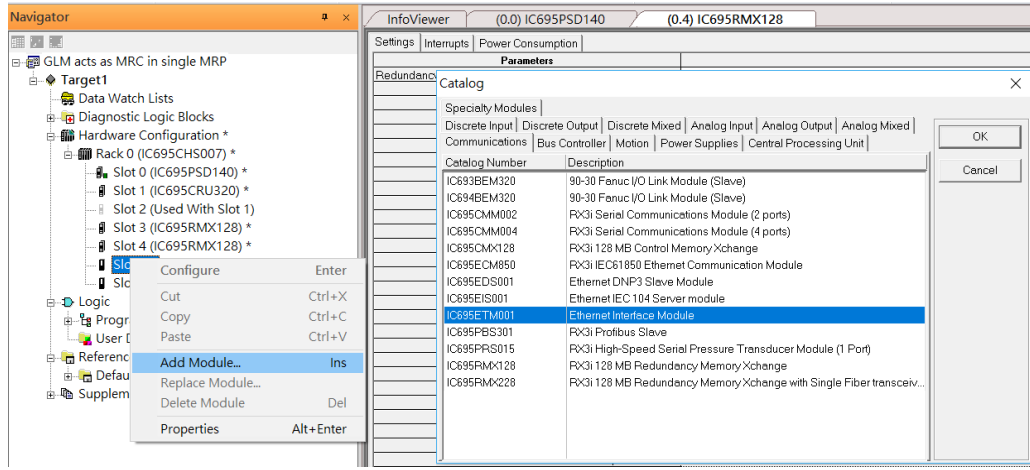 Navigator
GLM acts as MRC in single MRP
Target1
Data Watch Lists
Diagnostic Logic Blocks
Hardware Configuration *
Rack 0 (IC695CHS007) *
Slot 0 (IC695PSD140) *
Slot 1 (IC695CRU320) *
Slot 2 (Used With Slot 1)
Slot 3 (IC695RMX128) *
Slot 4 (IC695RMX128) *
Slo
Slo
Logic
Progr
User D
Referenc
Defau
Supplem
Configure Enter
Cut Ctrl+X
Copy Ctrl+C
Paste Ctrl+V
Add Module... Ins
Replace Module...
Delete Module Del
Properties Alt+Enter
InfoViewer (0.0) IC695PSD140 (0.4) IC695RMX128
Settings Interrupts Power Consumption
Parameters
Redundancy
Catalog
Specialty Modules
Discrete Input Discrete Output Discrete Mixed Analog Input Analog Output Analog Mixed
Communications Bus Controller Motion Power Supplies Central Processing Unit
Catalog Number Description
IC693BEM320 90-30 Fanuc I/O Link Module (Slave)
IC694BEM320 90-30 Fanuc I/O Link Module (Slave)
IC695CMM002 RX3i Serial Communications Module (2 ports)
IC695CMM004 RX3i Serial Communications Module (4 ports)
IC695CMX128 RX3i 128 MB Control Memory Xchange
IC695ECM850 RX3i IEC61850 Ethernet Communication Module
IC695EDS001 Ethernet DNP3 Slave Module
IC695EIS001 Ethernet IEC 104 Server module
IC695ETM001 Ethernet Interface Module
IC695PBS301 RX3i Profibus Slave
IC695PRS015 RX3i High-Speed Serial Pressure Transducer Module (1 Port)
IC695RMX128 RX3i 128 MB Redundancy Memory Xchange
IC695RMX228 RX3i 128 MB Redundancy Memory Xchange with Single Fiber transceiv...
OK
Cancel